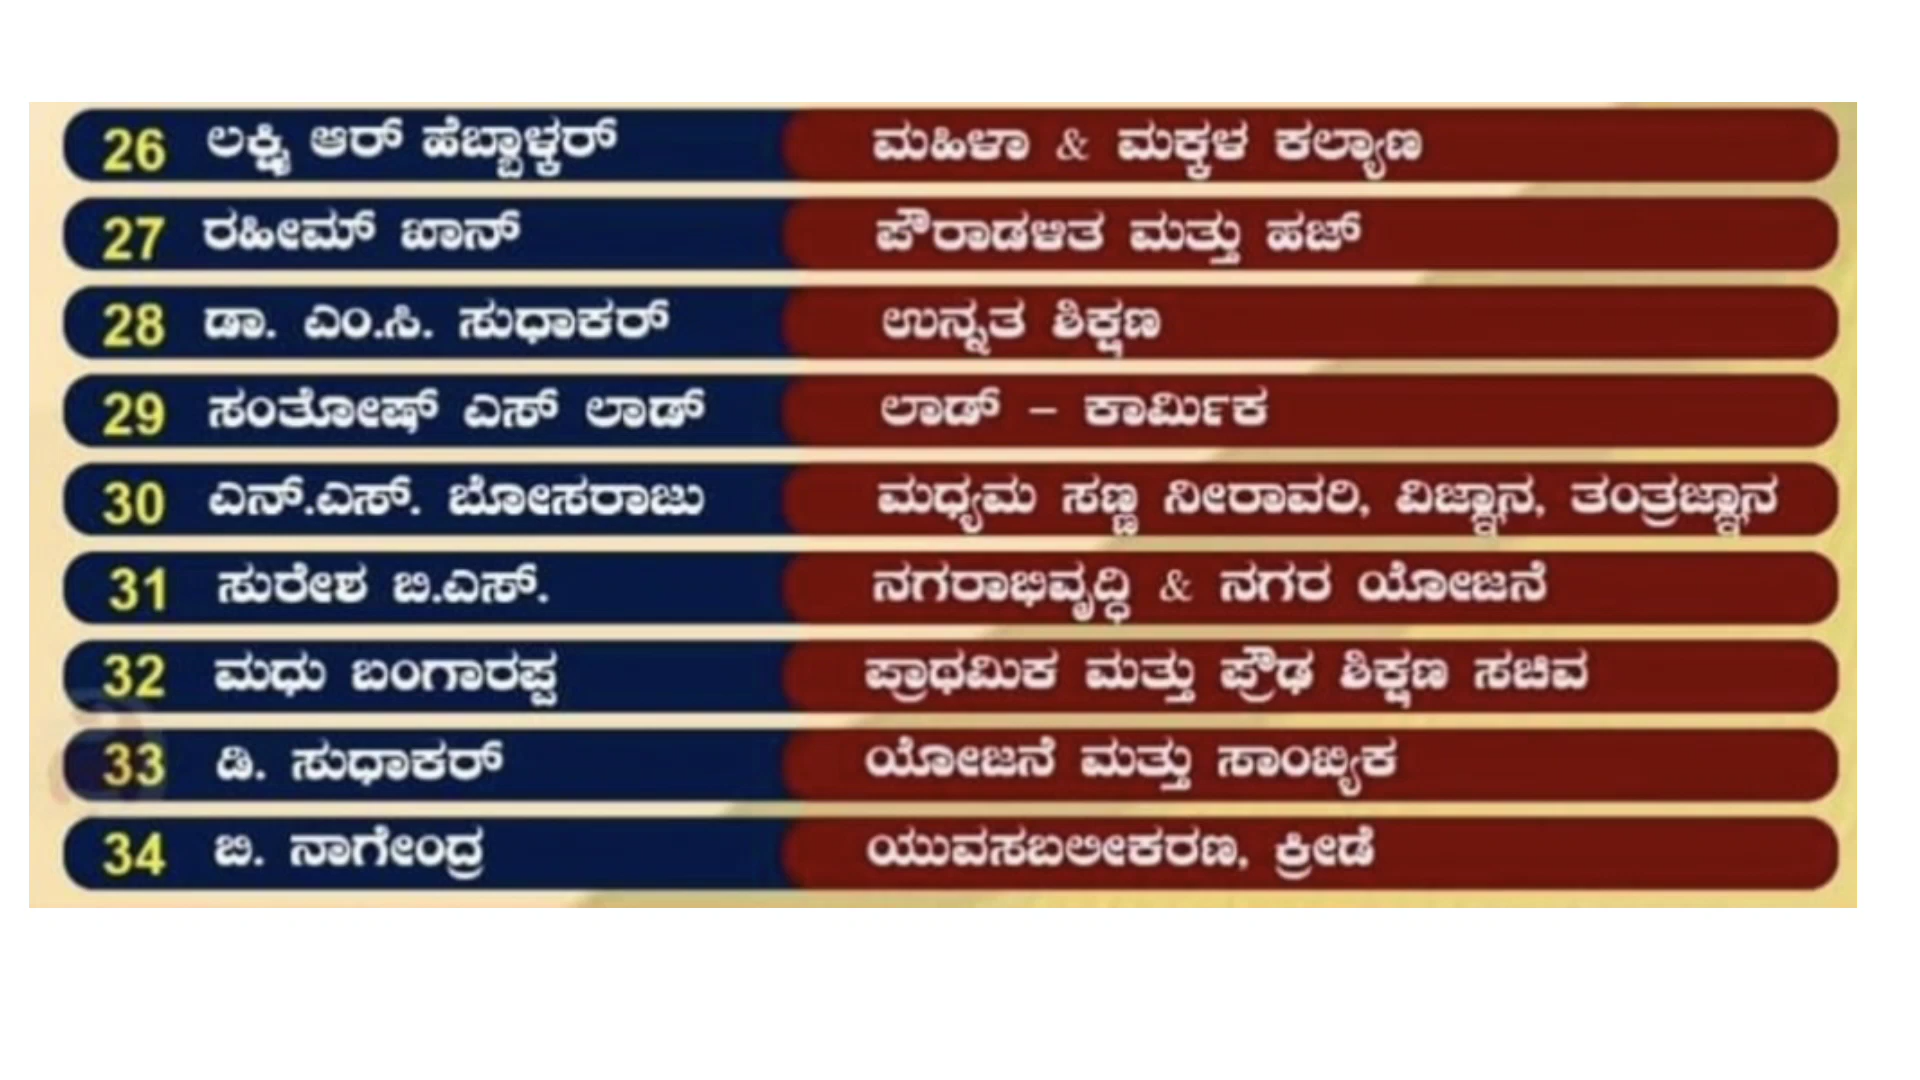 26 ಲಕ್ಷ್ಮಿ ಆರ್ ಹೆಬ್ಬಾಳ್ಕರ್ ಮಹಿಳಾ & ಮಕ್ಕಳ ಕಲ್ಯಾಣ
27 ರಹೀಮ್ ಖಾನ್ ಪೌರಾಡಳಿತ ಮತ್ತು ಹಜ್
28 ಡಾ. ಎಂ.ಸಿ. ಸುಧಾಕರ್ ಉನ್ನತ ಶಿಕ್ಷಣ
29 ಸಂತೋಷ್ ಎಸ್ ಲಾಡ್ ಲಾಡ್ – ಕಾರ್ಮಿಕ
30 ಎನ್.ಎಸ್. ಬೋಸರಾಜು ಮಧ್ಯಮ ಸಣ್ಣ ನೀರಾವರಿ, ವಿಜ್ಞಾನ, ತಂತ್ರಜ್ಞಾನ
31 ಸುರೇಶ ಬಿ.ಎಸ್. ನಗರಾಭಿವೃದ್ಧಿ & ನಗರ ಯೋಜನೆ
32 ಮಧು ಬಂಗಾರಪ್ಪ ಪ್ರಾಥಮಿಕ ಮತ್ತು ಪ್ರೌಢ ಶಿಕ್ಷಣ ಸಚಿವ
33 ಡಿ. ಸುಧಾಕರ್ ಯೋಜನೆ ಮತ್ತು ಸಾಂಖ್ಯಿಕ
34 ಬಿ. ನಾಗೇಂದ್ರ ಯುವಸಬಲೀಕರಣ, ಕ್ರೀಡೆ